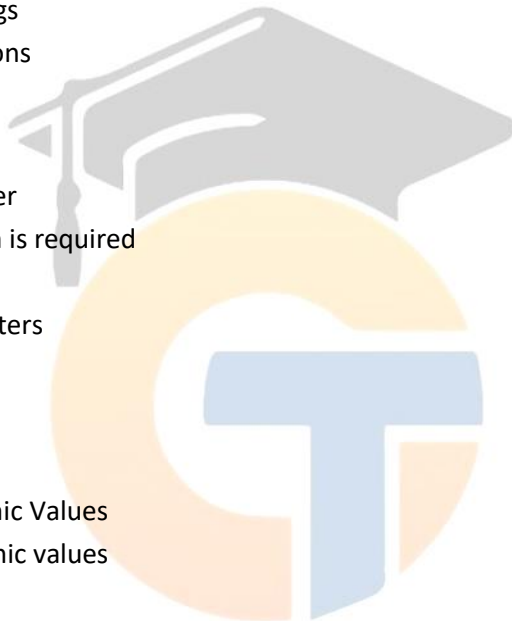 gs
ons
er
n is required
ters
nic Values
nic values